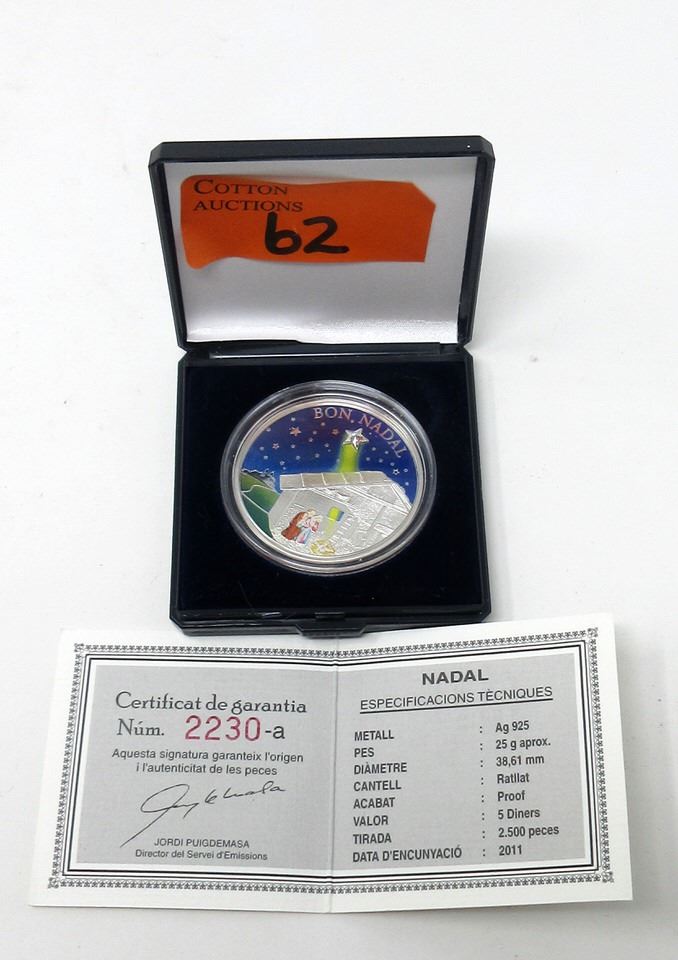 COTTON
AUCTIONS
62
BON NADAL
Certificat de garantia
Núm. 2230-a
Aquesta signatura garanteix l'origen
i l'autenticitat de les peces
JORDI PUIGDEMASA
Director del Servei d'Emissions
NADAL
ESPECIFICACIONS TÈCNIQUES
METALL : Ag 925
PES : 25 g aprox.
DIÀMETRE : 38,61 mm
CANTELL : Ratllat
ACABAT : Proof
VALOR : 5 Diners
TIRADA : 2.500 peces
DATA D'ENCUNYACIÓ : 2011